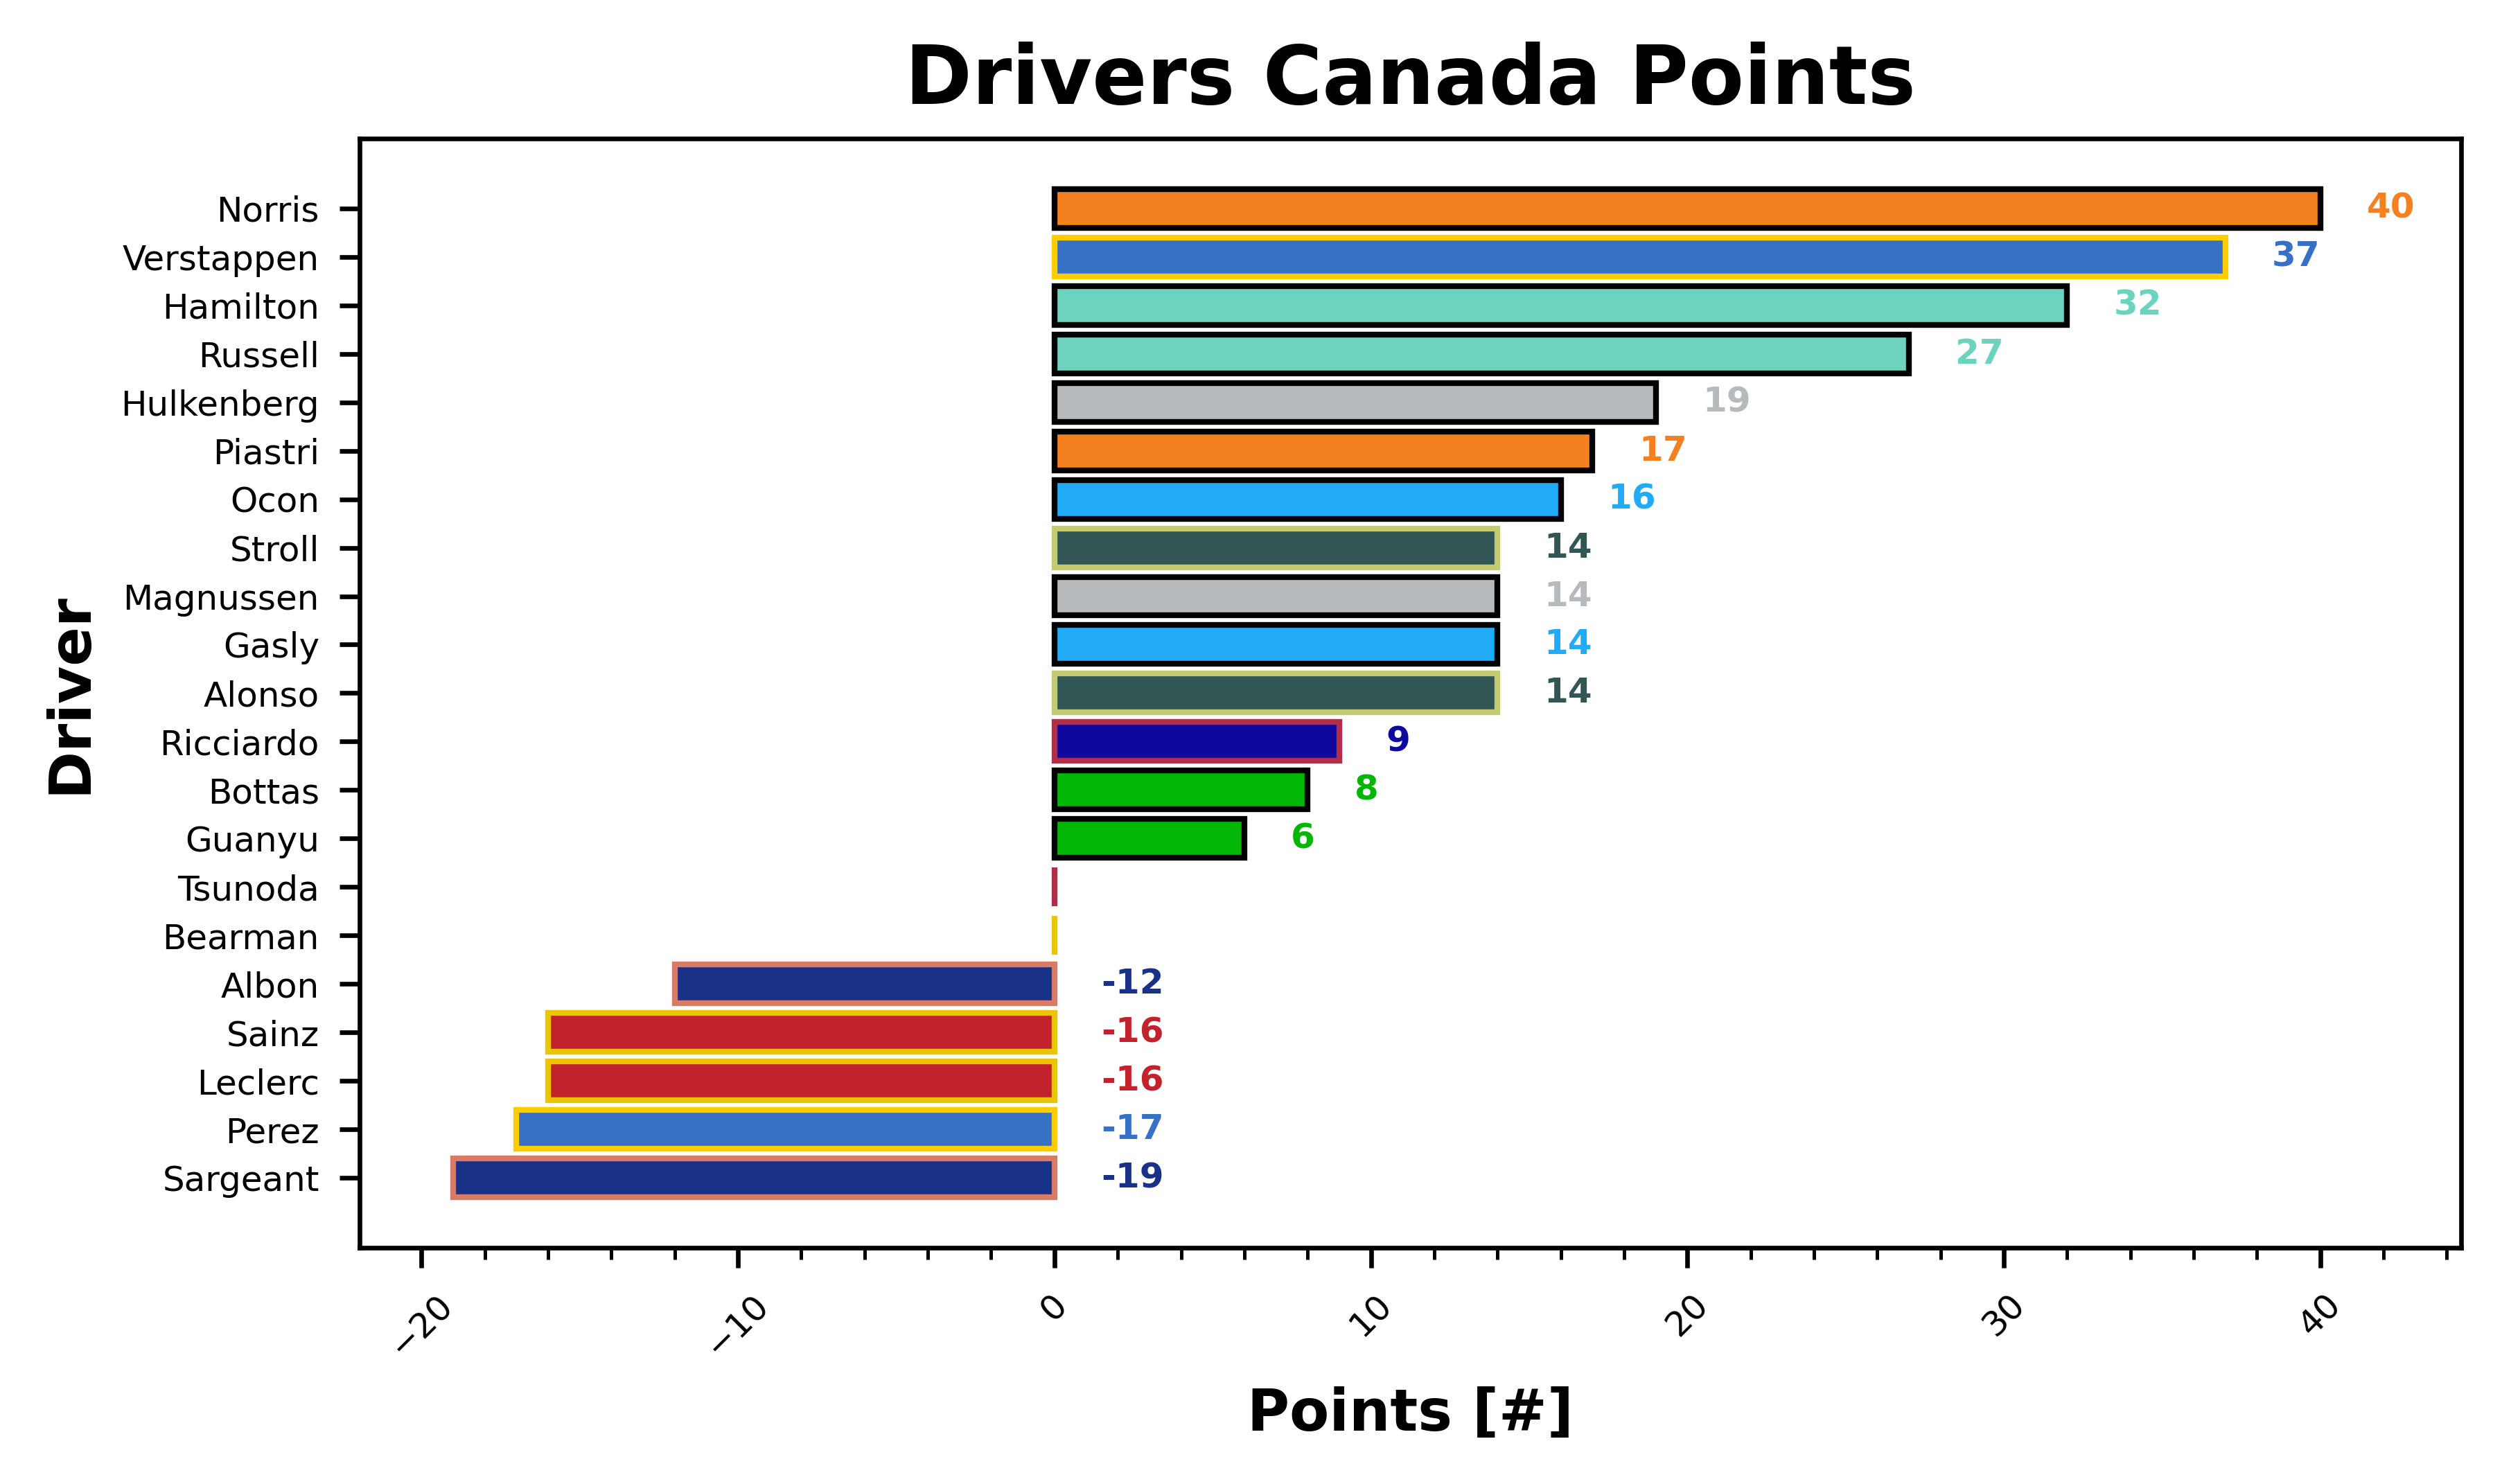 Drivers Canada Points
Driver
Norris 40
Verstappen 37
Hamilton 32
Russell 27
Hulkenberg 19
Piastri 17
Ocon 16
Stroll 14
Magnussen 14
Gasly 14
Alonso 14
Ricciardo 9
Bottas 8
Guanyu 6
Tsunoda
Bearman
Albon -12
Sainz -16
Leclerc -16
Perez -17
Sargeant -19
−20 −10 0 10 20 30 40
Points [#]